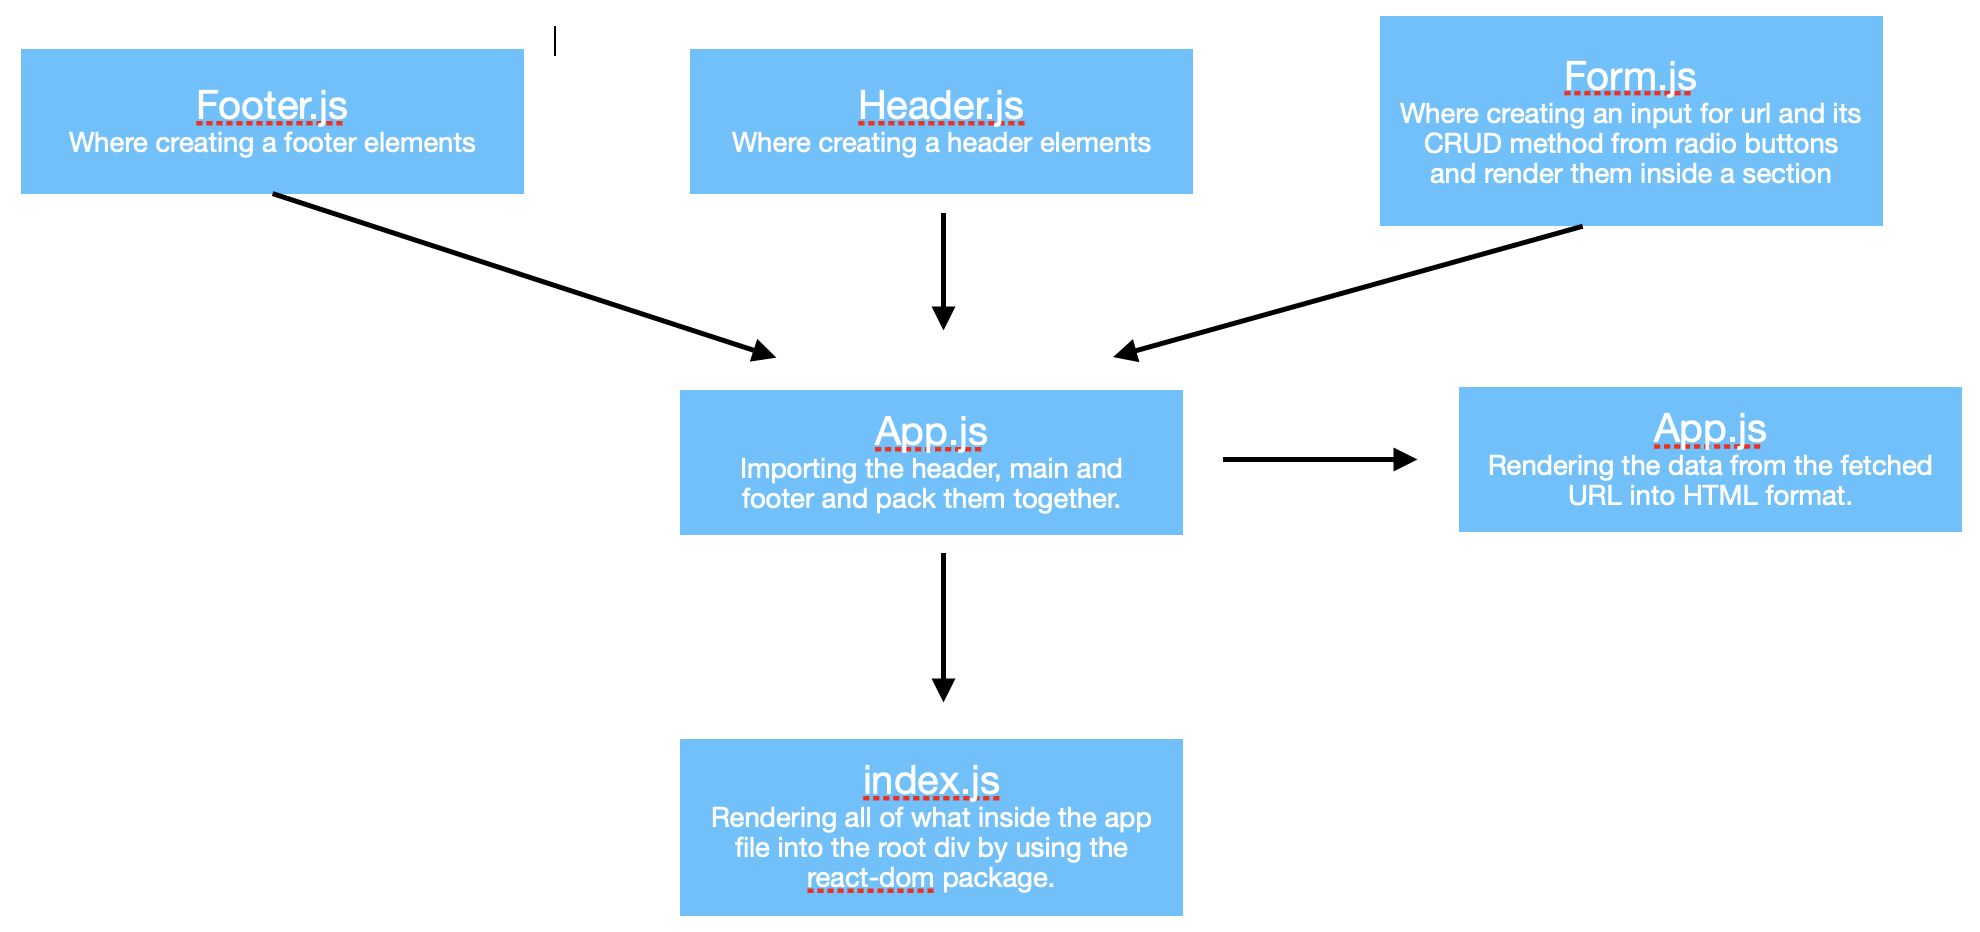 Footer.js
Where creating a footer elements
Header.js
Where creating a header elements
Form.js
Where creating an input for url and its
CRUD method from radio buttons
and render them inside a section
App.js
Importing the header, main and
footer and pack them together.
App.js
Rendering the data from the fetched
URL into HTML format.
index.js
Rendering all of what inside the app
file into the root div by using the
react-dom package.